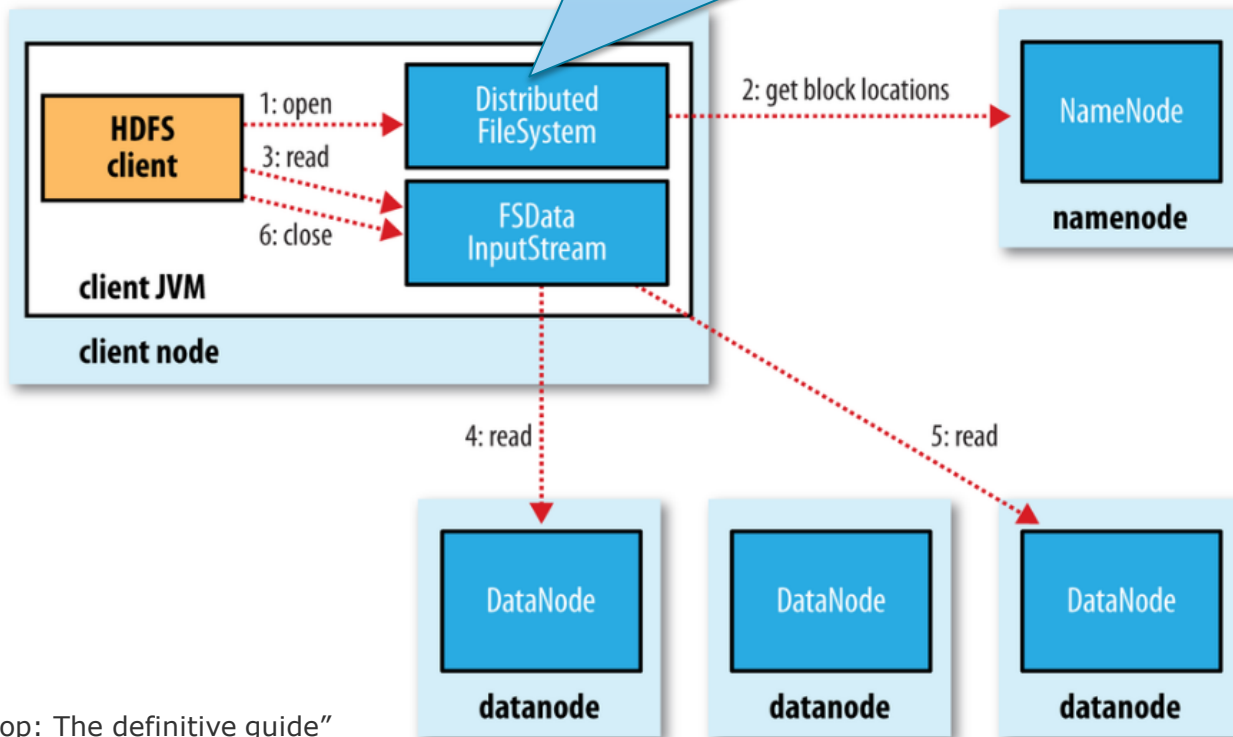 1: open
Distributed
FileSystem
2: get block locations
NameNode
HDFS
client
3: read
FSData
InputStream
6: close
namenode
client JVM
client node
4: read
5: read
DataNode
DataNode
DataNode
datanode
datanode
datanode
op: The definitive guide”